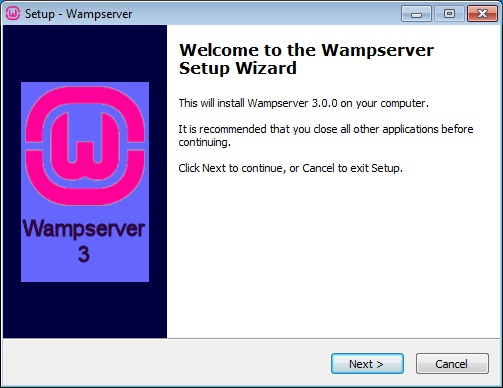 Setup - Wampserver
Welcome to the Wampserver
Setup Wizard
This will install Wampserver 3.0.0 on your computer.
It is recommended that you close all other applications before
continuing.
Click Next to continue, or Cancel to exit Setup.
W
Wampserver
3
Next >
Cancel